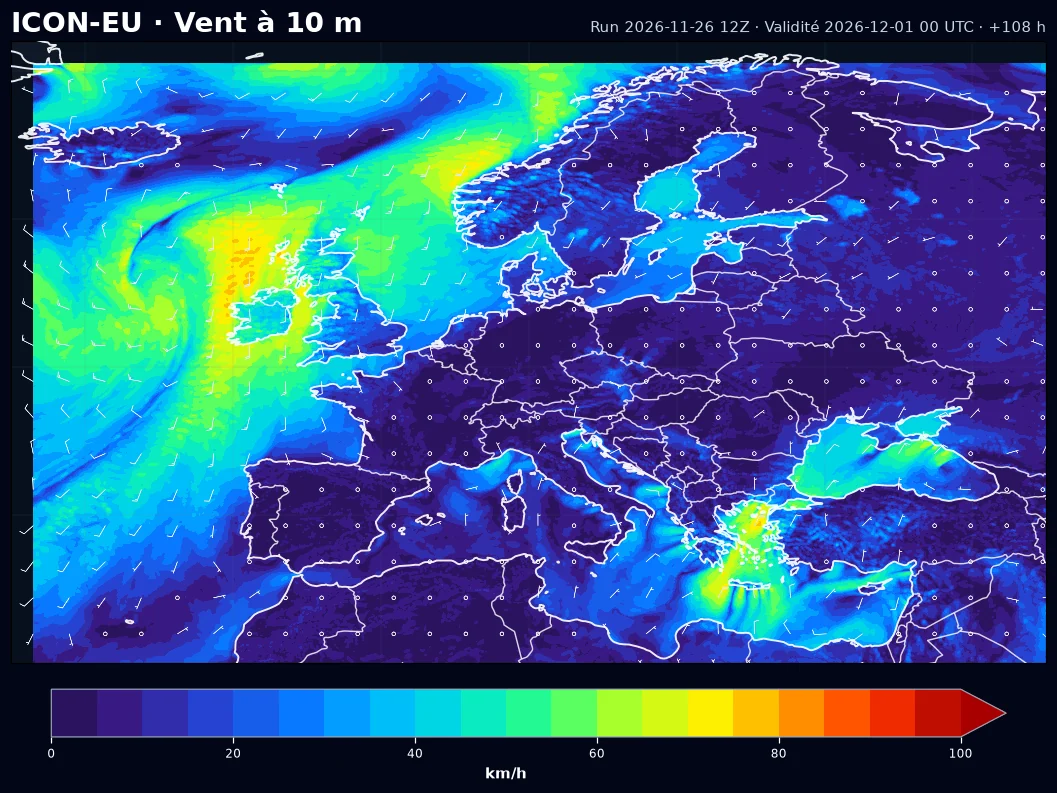 ICON-EU · Vent à 10 m
Run 2026-11-26 12Z · Validité 2026-12-01 00 UTC · +108 h
0 20 40 60 80 100
km/h